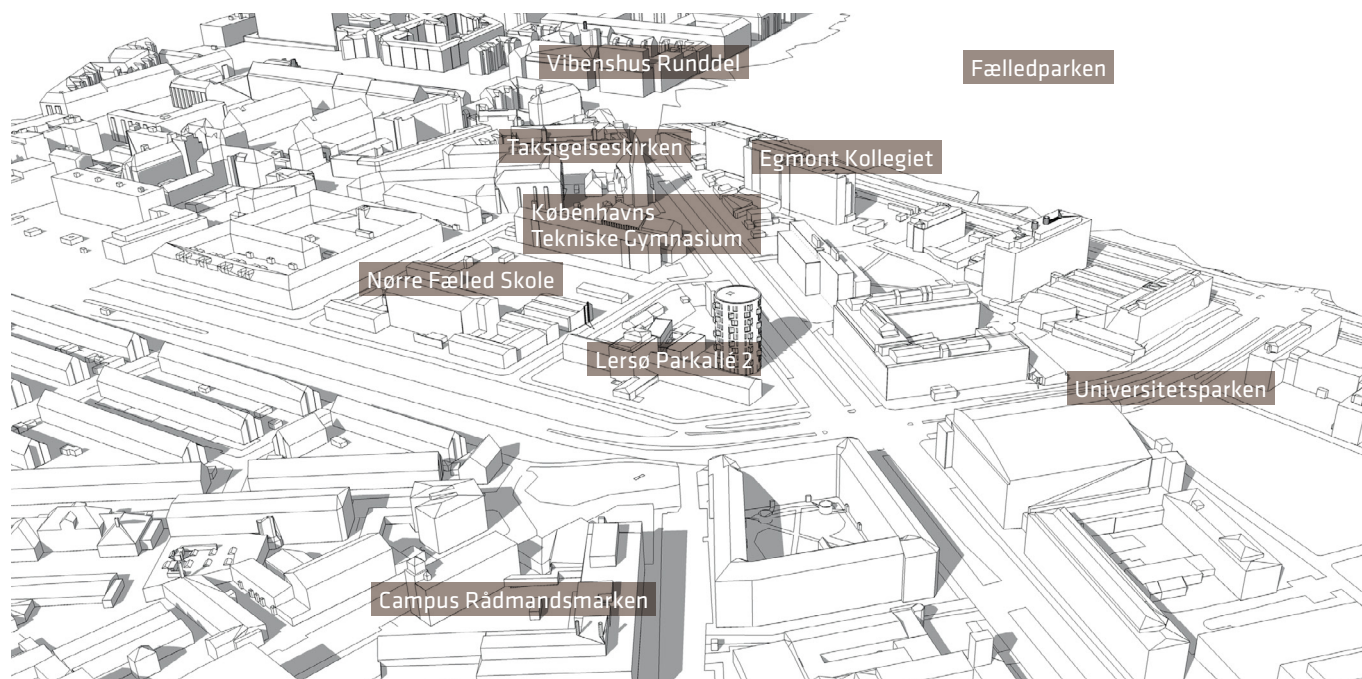 Vibenshus Runddel
Fælledparken
Taksigelseskirken
Egmont Kollegiet
Københavns
Tekniske Gymnasium
Nørre Fælled Skole
Lersø Parkallé 2
Universitetsparken
Campus Rådmandsmarken